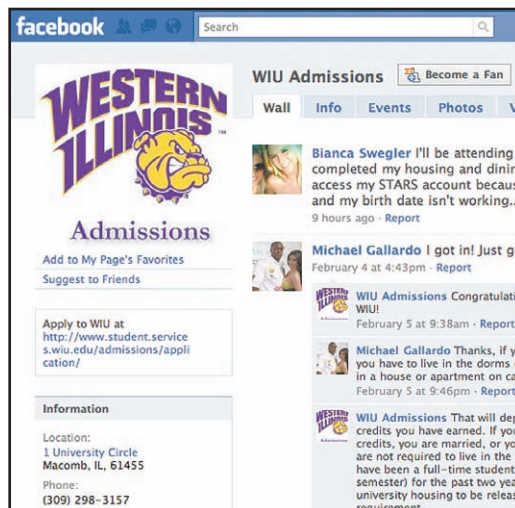 facebook
Search
WESTERN
ILLINOIS
TM
Admissions
Add to My Page's Favorites
Suggest to Friends
Apply to WIU at
http://www.student.service
s.wiu.edu/admissions/appli
cation/
Information
Location:
1 University Circle
Macomb, IL, 61455
Phone:
(309) 298-3157
WIU Admissions
Become a Fan
Wall Info Events Photos V
Bianca Swegler I'll be attending
completed my housing and dinin
access my STARS account becaus
and my birth date isn't working..
9 hours ago · Report
Michael Gallardo I got in! Just g
February 4 at 4:43pm · Report
WESTERN
ILLINOIS
WIU Admissions Congratulati
WIU!
February 5 at 9:38am · Report
Michael Gallardo Thanks, if y
you have to live in the dorms
in a house or apartment on ca
February 5 at 9:46pm · Report
WESTERN
ILLINOIS
WIU Admissions That will dep
credits you have earned. If you
credits, you are married, or yo
are not required to live in the
have been a full-time student
semester) for the past two yea
university housing to be releas
requirement.